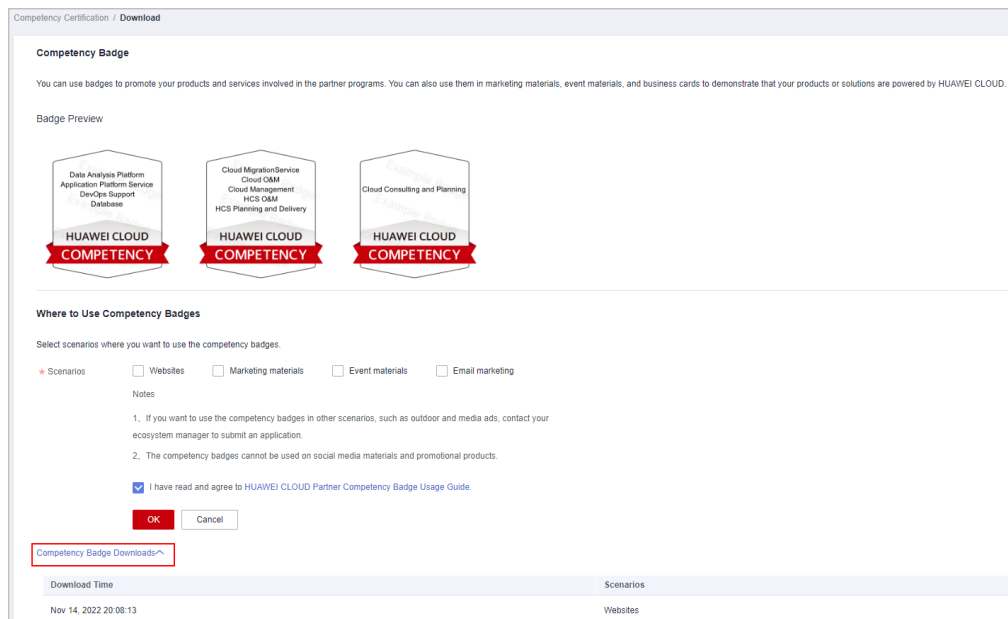 Competency Certification / Download
Competency Badge
You can use badges to promote your products and services involved in the partner programs. You can also use them in marketing materials, event materials, and business cards to demonstrate that your products or solutions are powered by HUAWEI CLOUD.
Badge Preview
Data Analysis Platform
Application Platform Service
DevOps Support
Database
HUAWEI CLOUD
COMPETENCY
Cloud MigrationService
Cloud O&M
Cloud Management
HCS O&M
HCS Planning and Delivery
HUAWEI CLOUD
COMPETENCY
Cloud Consulting and Planning
HUAWEI CLOUD
COMPETENCY
Where to Use Competency Badges
Select scenarios where you want to use the competency badges.
* Scenarios Websites Marketing materials Event materials Email marketing
Notes
1、If you want to use the competency badges in other scenarios, such as outdoor and media ads, contact your
ecosystem manager to submit an application.
2、The competency badges cannot be used on social media materials and promotional products.
I have read and agree to HUAWEI CLOUD Partner Competency Badge Usage Guide.
OK Cancel
Competency Badge Downloads
Download Time Scenarios
Nov 14, 2022 20:08:13 Websites